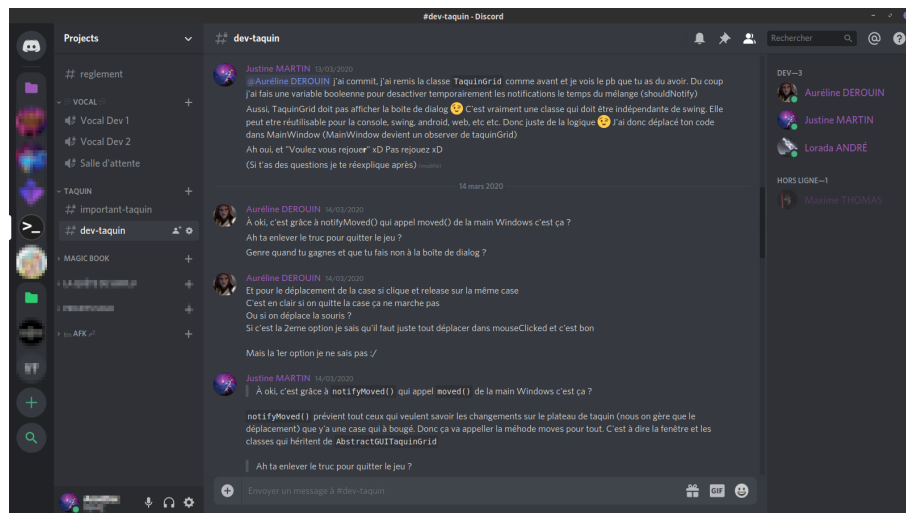 #dev-taquin - Discord
Projects
# dev-taquin
Rechercher
# reglement
VOCAL
Vocal Dev 1
Vocal Dev 2
Salle d'attente
TAQUIN
# important-taquin
# dev-taquin
MAGIC BOOK
AFK
Justine MARTIN 13/03/2020
@Auréline DEROUIN j'ai commit, j'ai remis la classe TaquinGrid comme avant et je vois le pb que tu as du avoir. Du coup
j'ai fais une variable booleenne pour desactiver temporairement les notifications le temps du mélange (shouldNotify)
Aussi, TaquinGrid doit pas afficher la boite de dialog 😉 C'est vraiment une classe qui doit être indépendante de swing. Elle
peut etre réutilisable pour la console, swing, android, web, etc etc. Donc juste de la logique 😉 J'ai donc déplacé ton code
dans MainWindow (MainWindow devient un observer de taquinGrid)
Ah oui, et "Voulez vous rejouer" xD Pas rejouez xD
(Si t'as des questions je te réexplique après) (modifié)
14 mars 2020
Auréline DEROUIN 14/03/2020
À oki, c'est grâce à notifyMoved() qui appel moved() de la main Windows c'est ça ?
Ah ta enlever le truc pour quitter le jeu ?
Genre quand tu gagnes et que tu fais non à la boîte de dialog ?
Auréline DEROUIN 14/03/2020
Et pour le déplacement de la case si clique et release sur la même case
C'est en clair si on quitte la case ça ne marche pas
Ou si on déplace la souris ?
Si c'est la 2eme option je sais qu'il faut juste tout déplacer dans mouseClicked et c'est bon
Mais la 1er option je ne sais pas :/
Justine MARTIN 14/03/2020
À oki, c'est grâce à notifyMoved() qui appel moved() de la main Windows c'est ça ?
notifyMoved() prévient tout ceux qui veulent savoir les changements sur le plateau de taquin (nous on gère que le
déplacement) que y'a une case qui à bougé. Donc ça va appeller la méhode moves pour tout. C'est à dire la fenêtre et les
classes qui héritent de AbstractGUITaquinGrid
Ah ta enlever le truc pour quitter le jeu ?
Envoyer un message à #dev-taquin
GIF
DEV—3
Auréline DEROUIN
Justine MARTIN
Lorada ANDRÉ
HORS LIGNE—1
Maxime THOMAS